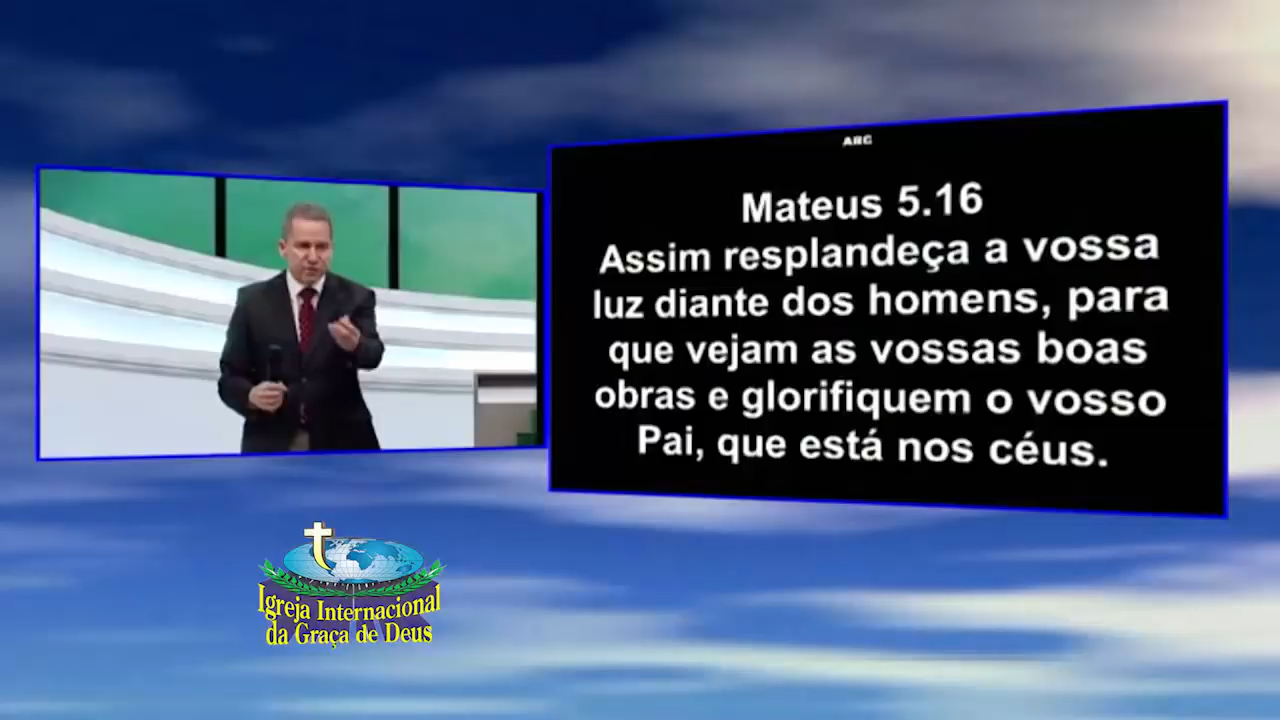 ARC
Mateus 5.16
Assim resplandeça a vossa
luz diante dos homens, para
que vejam as vossas boas
obras e glorifiquem o vosso
Pai, que está nos céus.
Igreja Internacional
da Graça de Deus